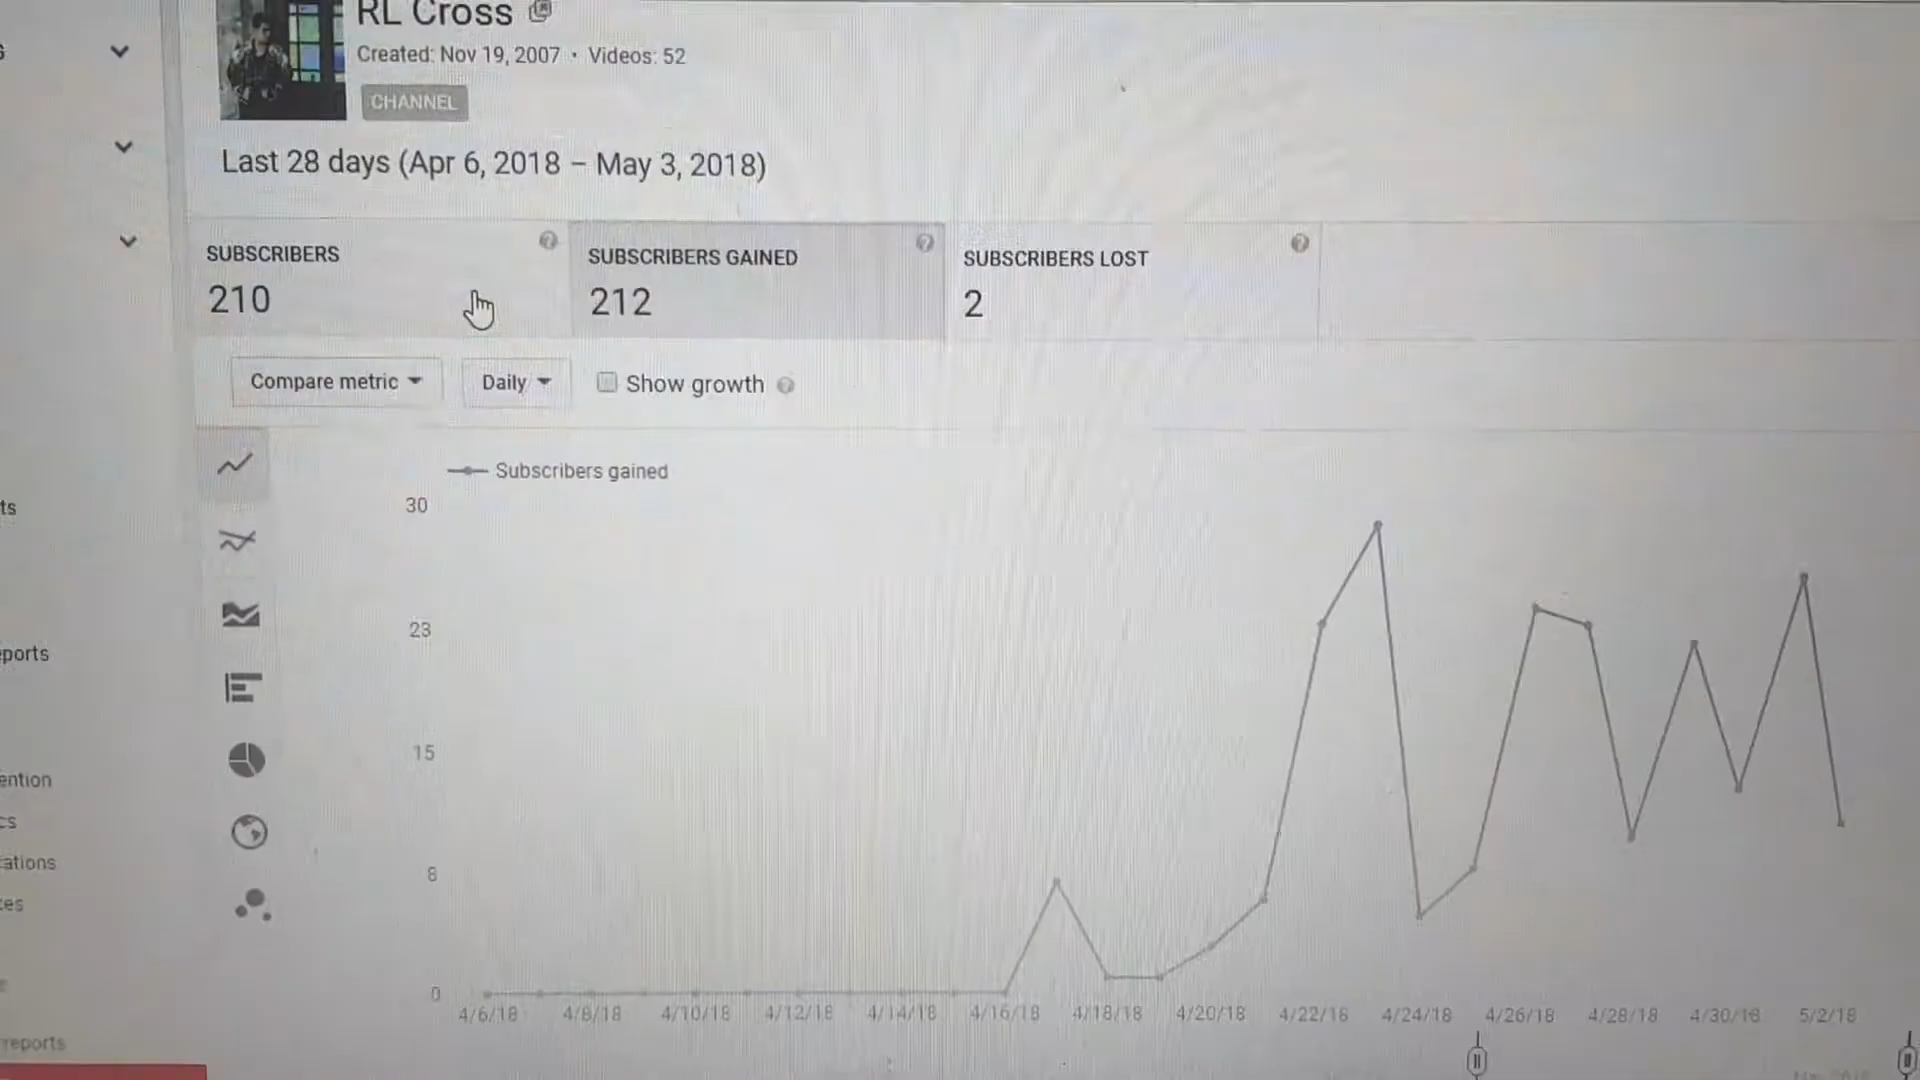 RL Cross
Created: Nov 19, 2007 · Videos: 52
CHANNEL
Last 28 days (Apr 6, 2018 – May 3, 2018)
SUBSCRIBERS
210
SUBSCRIBERS GAINED
212
SUBSCRIBERS LOST
2
Compare metric
Daily
Show growth
Subscribers gained
30
23
15
8
0
4/6/18 4/8/18 4/10/18 4/12/18 4/14/18 4/16/18 4/18/18 4/20/18 4/22/18 4/24/18 4/26/18 4/28/18 4/30/18 5/2/18
ts
ports
ention
cs
ations
ces
reports